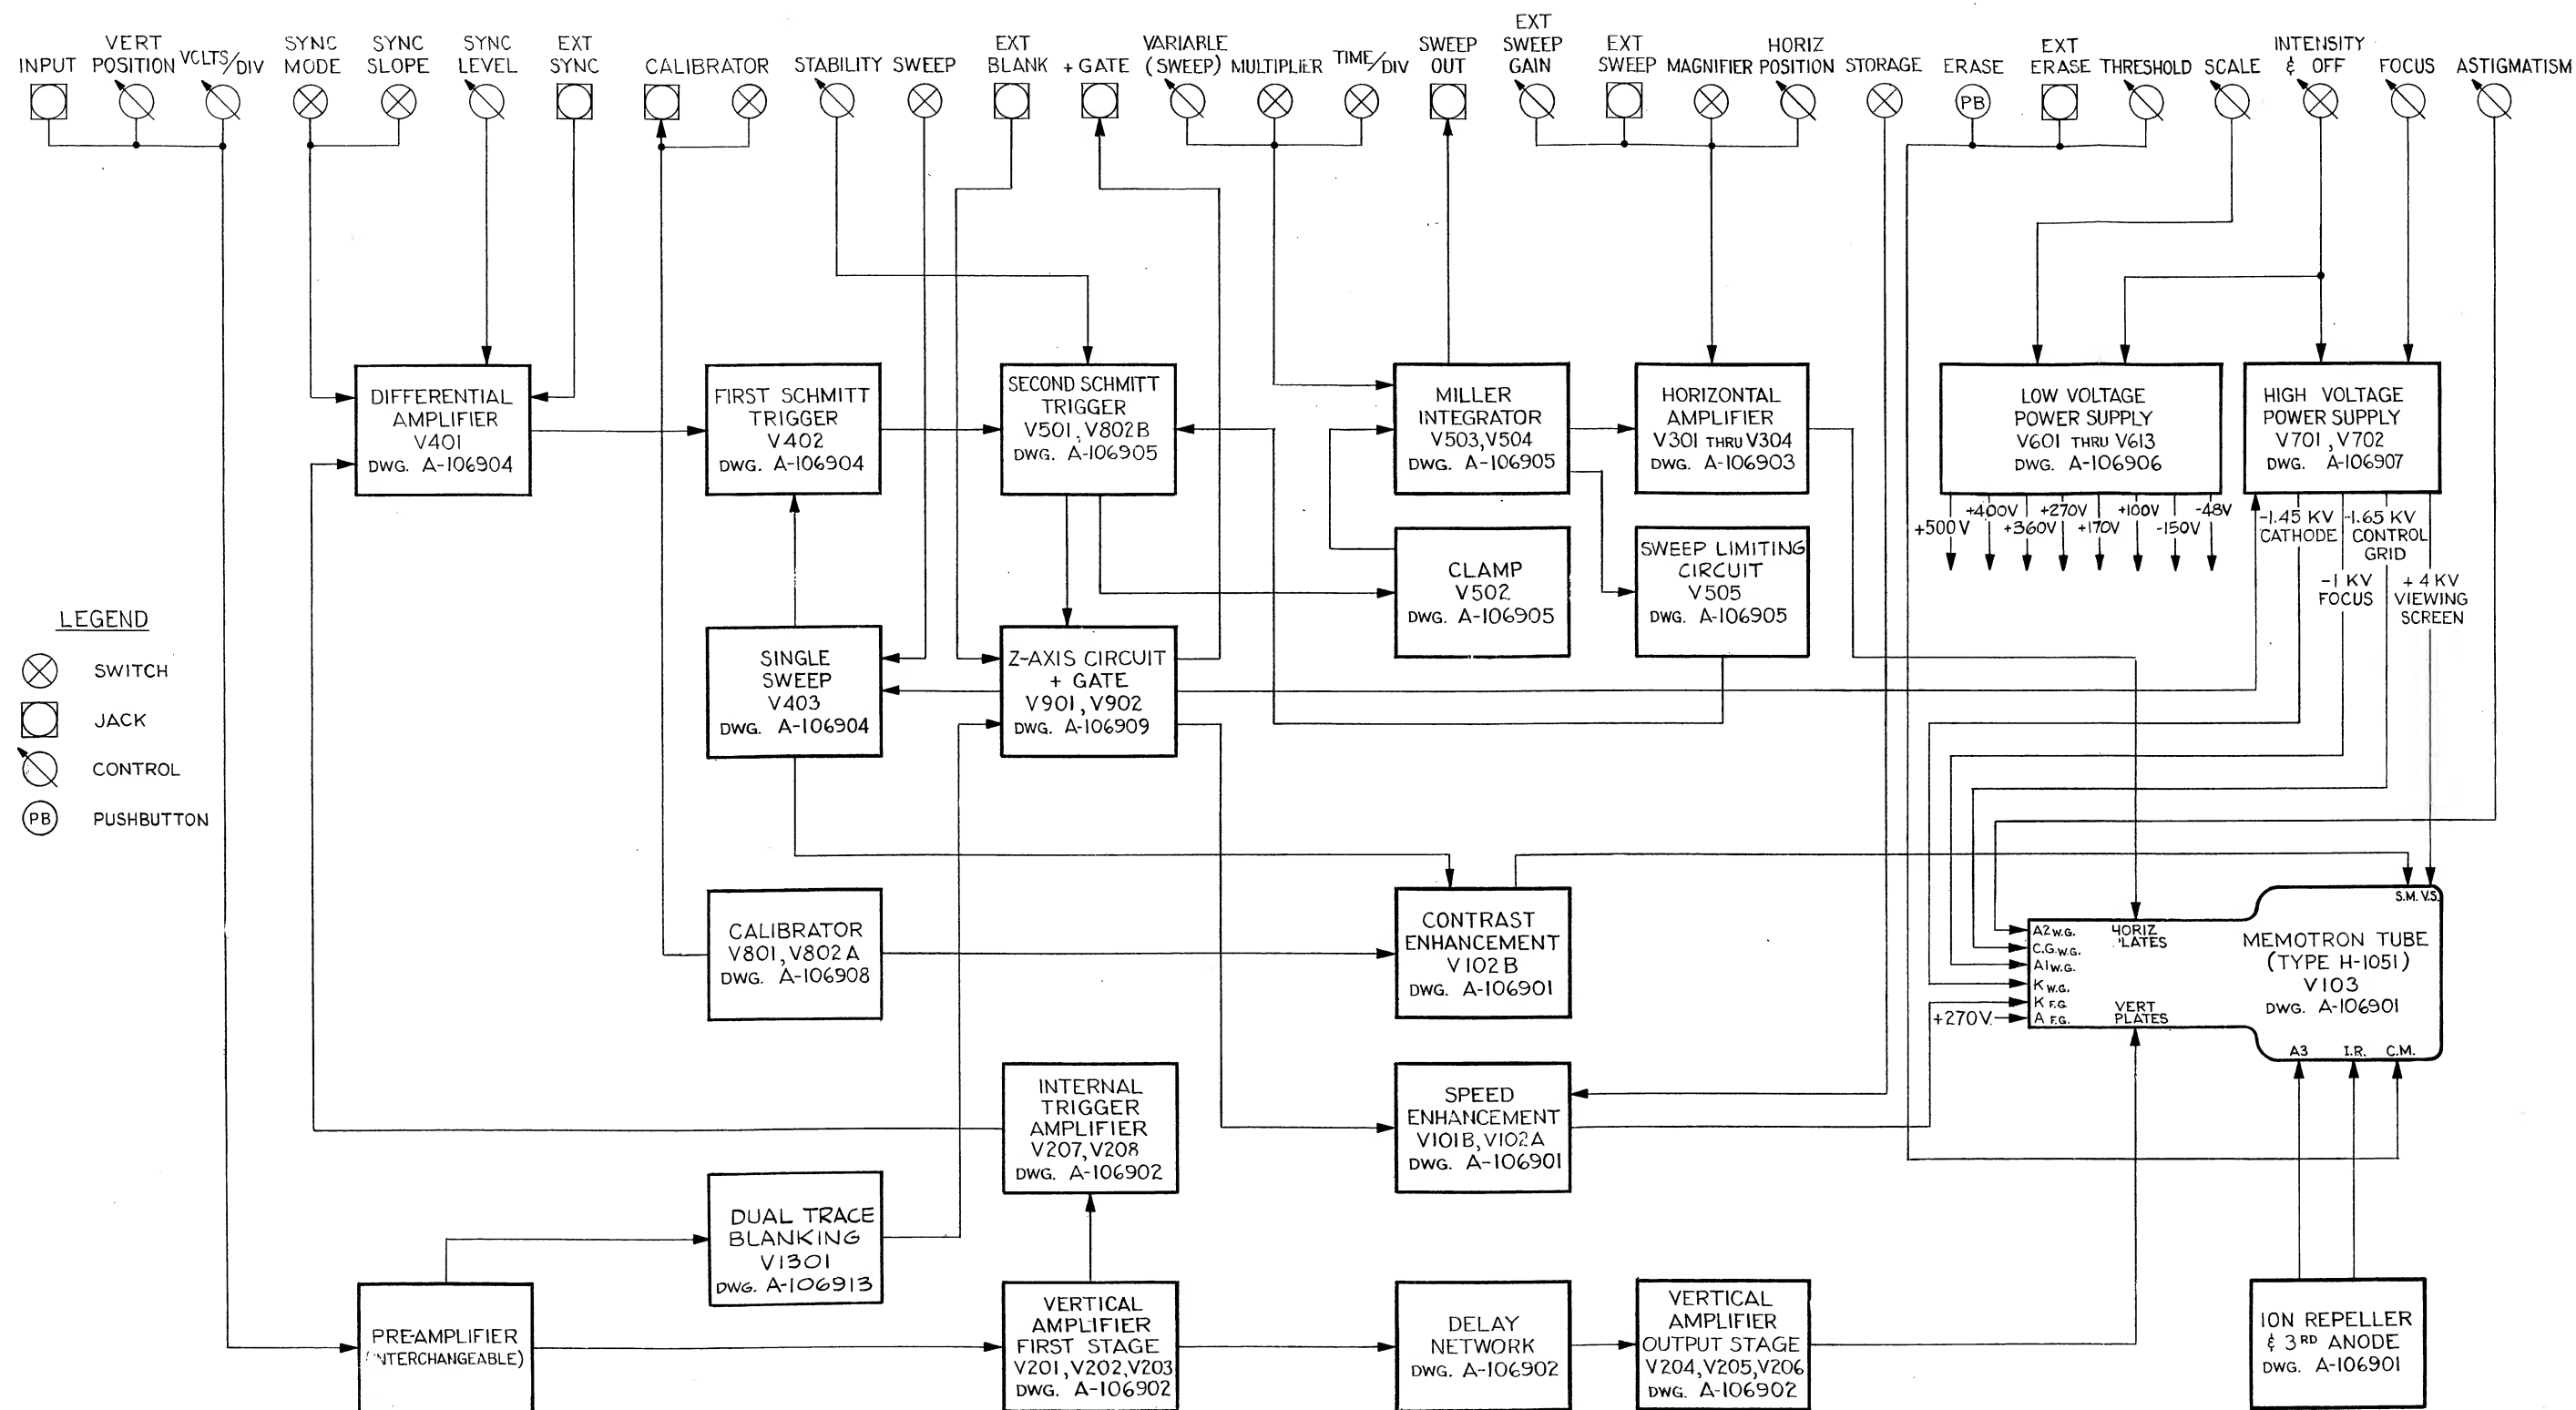 INPUT
VERT
POSITION
VOLTS/DIV
SYNC
MODE
SYNC
SLOPE
SYNC
LEVEL
EXT
SYNC
CALIBRATOR
STABILITY
SWEEP
EXT
BLANK
+ GATE
VARIABLE
(SWEEP)
MULTIPLIER
TIME/DIV
SWEEP
OUT
EXT
SWEEP
GAIN
EXT
SWEEP
MAGNIFIER
HORIZ
POSITION
STORAGE
ERASE
PB
EXT
ERASE
THRESHOLD
SCALE
INTENSITY
& OFF
FOCUS
ASTIGMATISM
DIFFERENTIAL
AMPLIFIER
V401
DWG. A-106904
FIRST SCHMITT
TRIGGER
V402
DWG. A-106904
SECOND SCHMITT
TRIGGER
V501, V802B
DWG. A-106905
MILLER
INTEGRATOR
V503, V504
DWG. A-106905
HORIZONTAL
AMPLIFIER
V301 THRU V304
DWG. A-106903
LOW VOLTAGE
POWER SUPPLY
V601 THRU V613
DWG. A-106906
HIGH VOLTAGE
POWER SUPPLY
V701, V702
DWG. A-106907
+500V
+400V
+360V
+270V
+170V
+100V
-150V
-48V
-1.45 KV
CATHODE
-1.65 KV
CONTROL
GRID
-1 KV
FOCUS
+ 4 KV
VIEWING
SCREEN
CLAMP
V502
DWG. A-106905
SWEEP LIMITING
CIRCUIT
V505
DWG. A-106905
LEGEND
SWITCH
JACK
CONTROL
PB PUSHBUTTON
SINGLE
SWEEP
V403
DWG. A-106904
Z-AXIS CIRCUIT
+ GATE
V901, V902
DWG. A-106909
CALIBRATOR
V801, V802A
DWG. A-106908
CONTRAST
ENHANCEMENT
V102B
DWG. A-106901
S.M. V.S.
A2 W.G.
C.G. W.G.
A1 W.G.
K W.G.
K F.G.
A F.G.
+270V
VERT
PLATES
MEMOTRON TUBE
(TYPE H-1051)
V103
DWG. A-106901
A3 I.R. C.M.
INTERNAL
TRIGGER
AMPLIFIER
V207, V208
DWG. A-106902
SPEED
ENHANCEMENT
V101B, V102A
DWG. A-106901
DUAL TRACE
BLANKING
V1301
DWG. A-106913
PRE-AMPLIFIER
VERTICAL
AMPLIFIER
FIRST STAGE
V201, V202, V203
DWG. A-106902
DELAY
NETWORK
DWG. A-106902
VERTICAL
AMPLIFIER
OUTPUT STAGE
V204, V205, V206
DWG. A-106902
ION REPELLER
& 3RD ANODE
DWG. A-106901